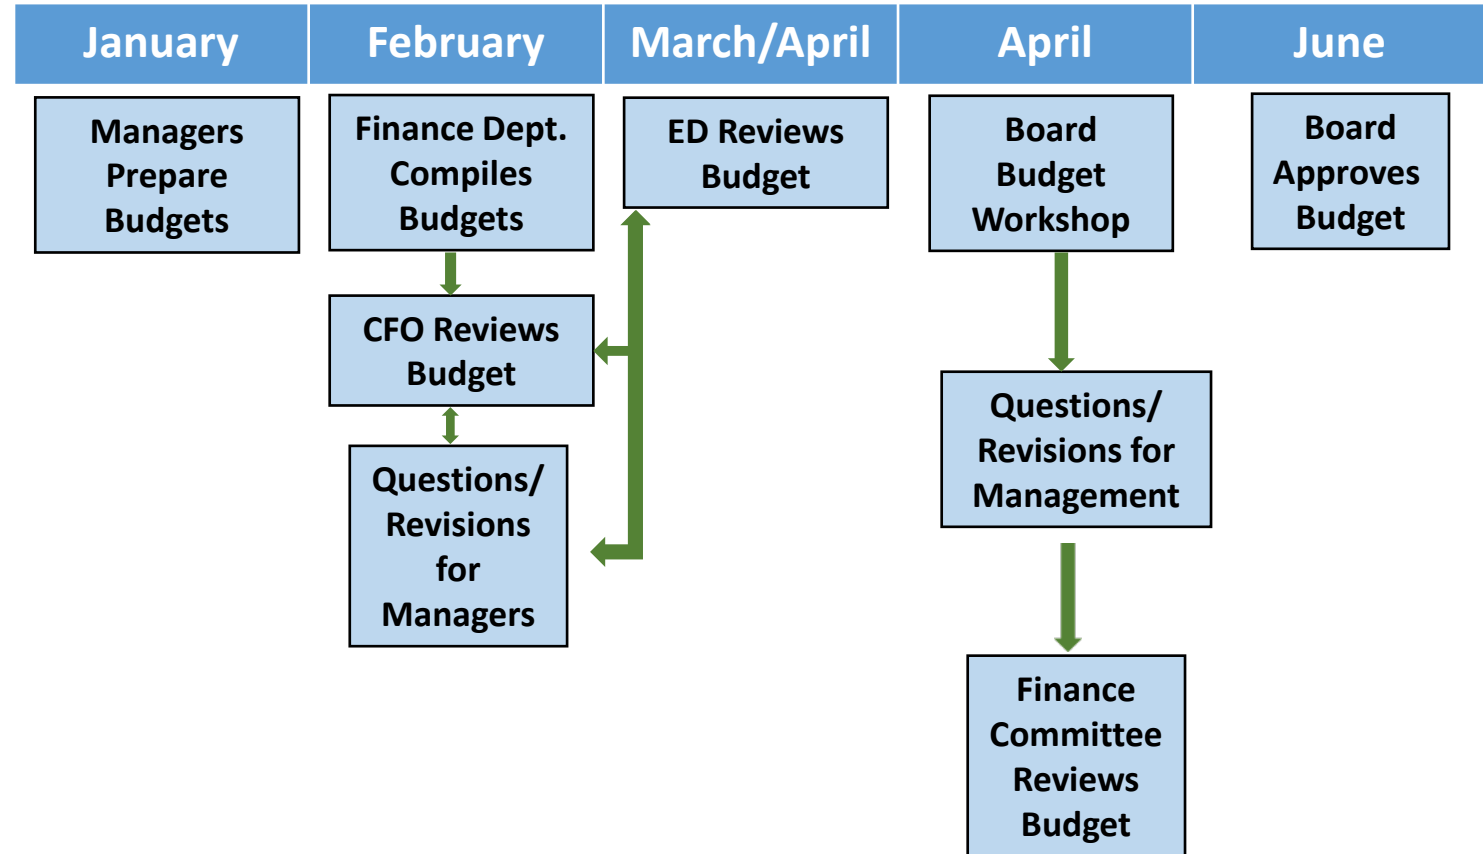 January
February
March/April
April
June
Managers
Prepare
Budgets
Finance Dept.
Compiles
Budgets
CFO Reviews
Budget
Questions/
Revisions
for
Managers
ED Reviews
Budget
Board
Budget
Workshop
Questions/
Revisions for
Management
Finance
Committee
Reviews
Budget
Board
Approves
Budget